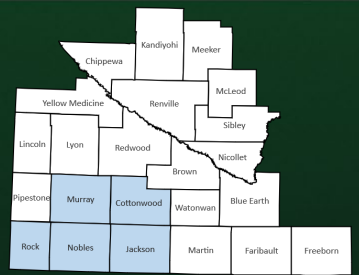 Kandiyohi
Meeker
Chippewa
McLeod
Renville
Yellow Medicine
Sibley
Lincoln
Lyon
Redwood
Nicollet
Brown
Pipestone
Murray
Cottonwood
Watonwan
Blue Earth
Rock
Nobles
Jackson
Martin
Faribault
Freeborn